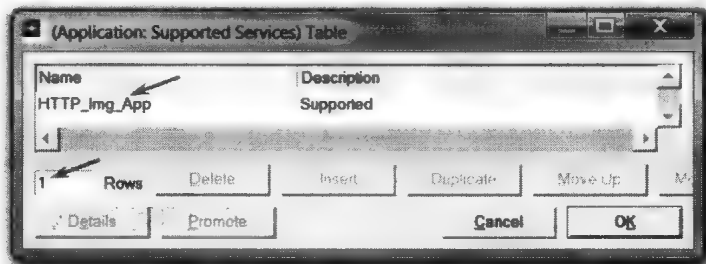 (Application: Supported Services) Table
Name Description
HTTP_Img_App Supported
1 Rows Delete Insert Duplicate Move Up M
Details Promote Cancel OK